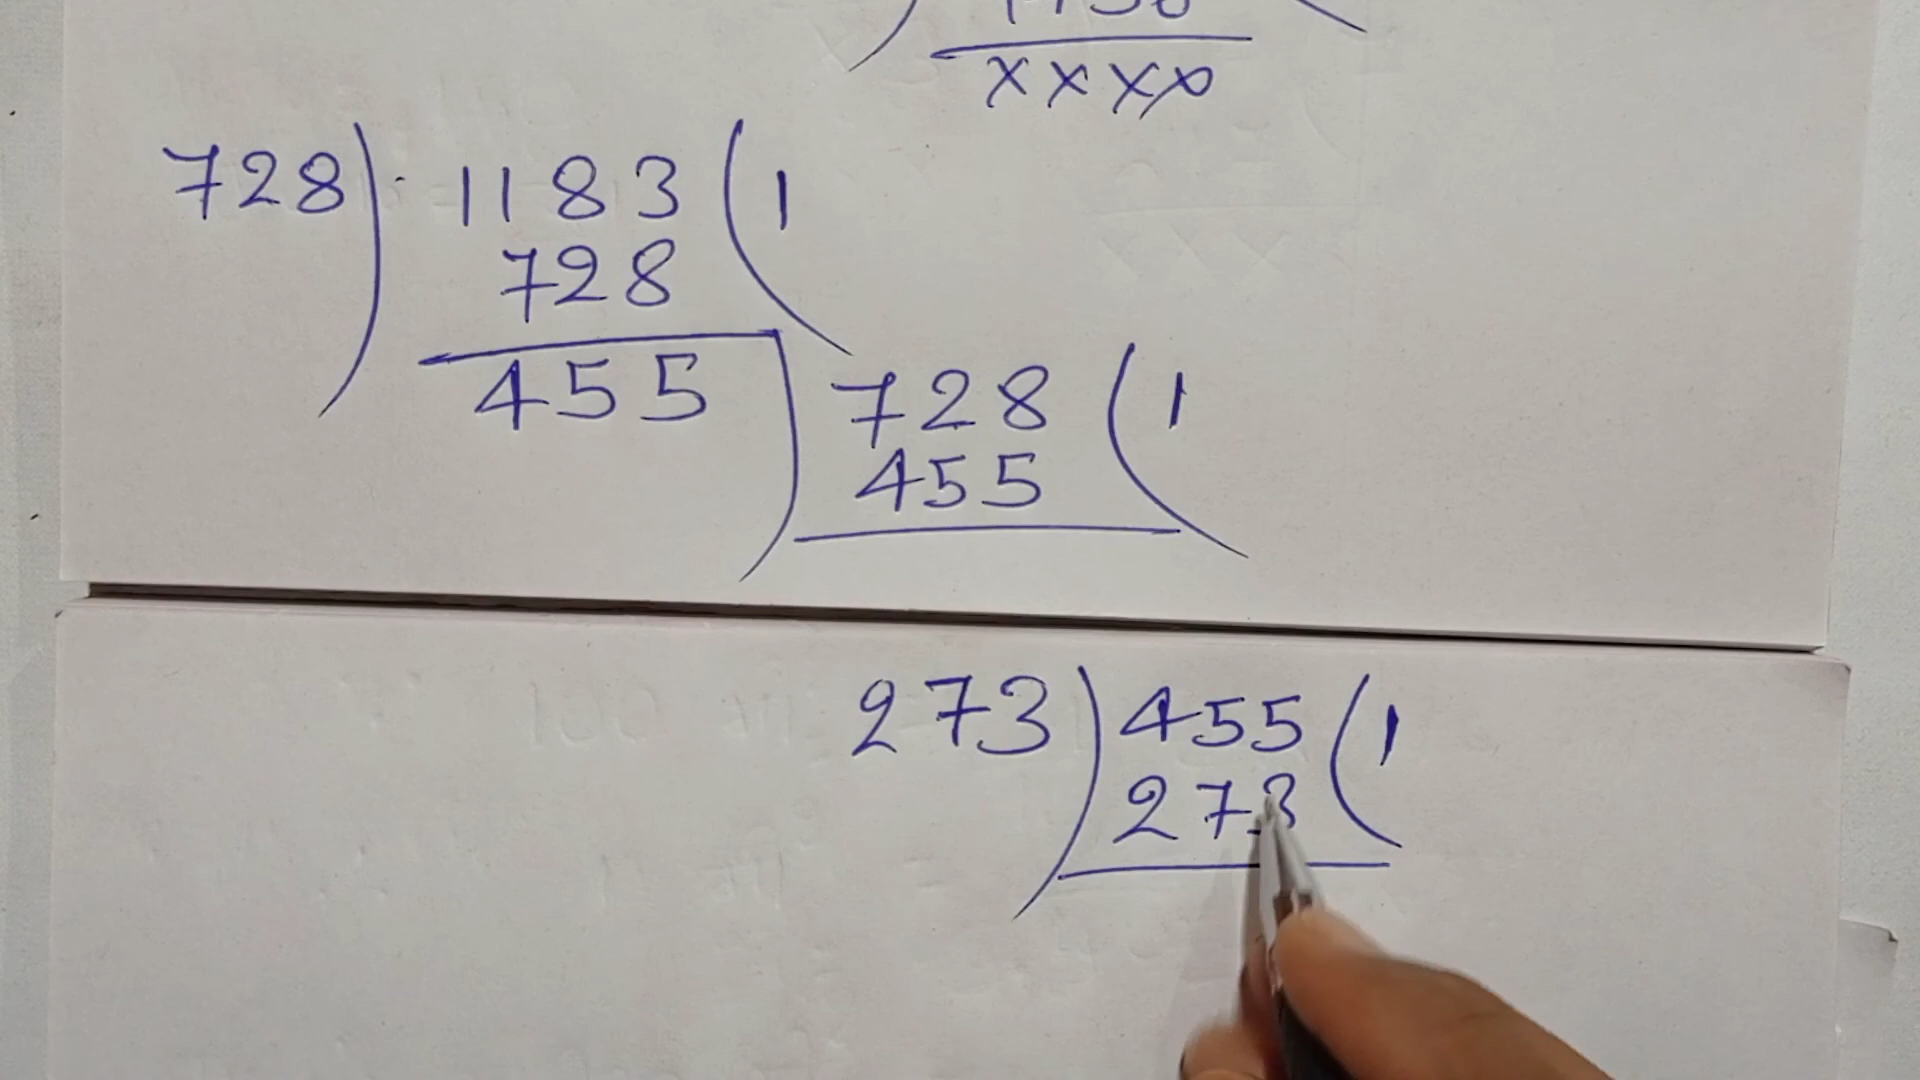 xxxx
728) 1183 (1
728
455) 728 (1
455
273) 455 (1
273